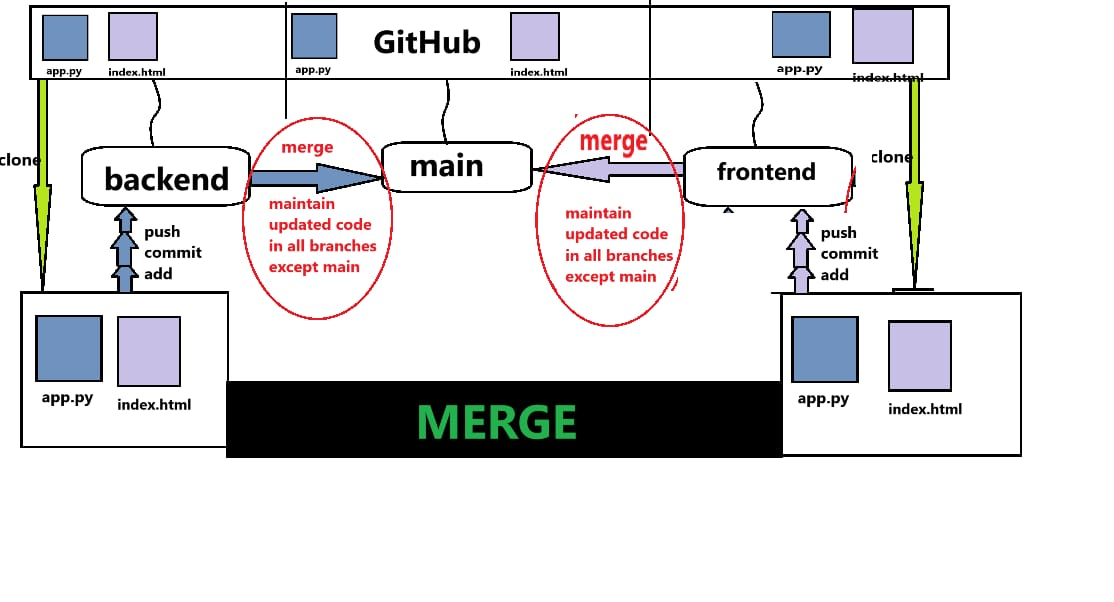 GitHub
app.py
index.html
app.py
index.html
app.py
index.html
clone
backend
merge
main
merge
frontend
clone
maintain
updated code
in all branches
except main
maintain
updated code
in all branches
except main
push
commit
add
push
commit
add
app.py
index.html
MERGE
app.py
index.html